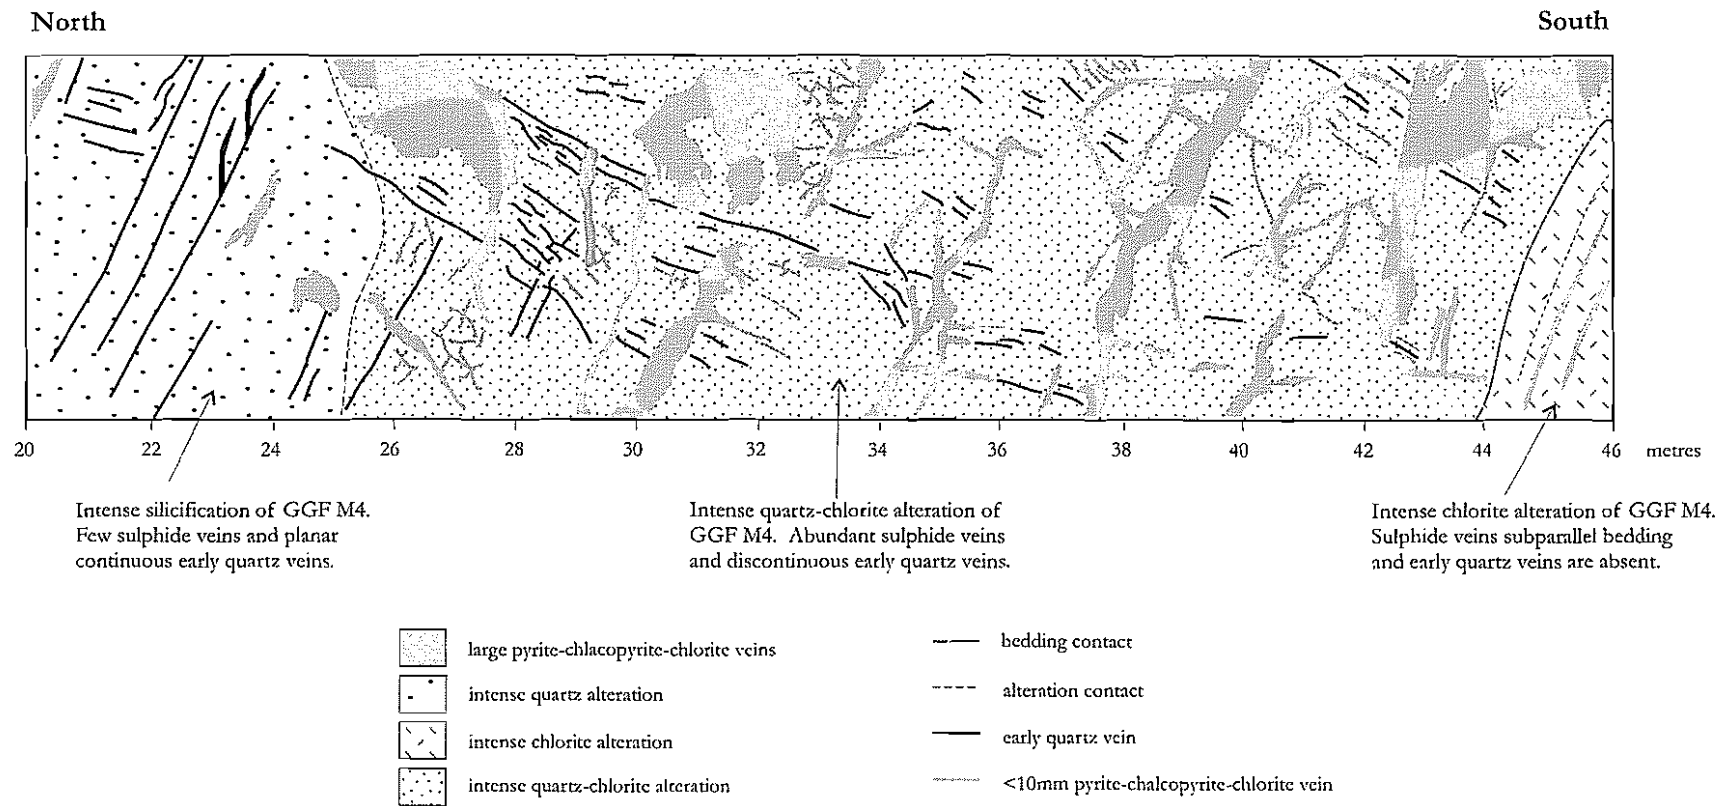 North
South
20 22 24 26 28 30 32 34 36 38 40 42 44 46 metres
Intense silicification of GGF M4.
Few sulphide veins and planar
continuous early quartz veins.
Intense quartz-chlorite alteration of
GGF M4. Abundant sulphide veins
and discontinuous early quartz veins.
Intense chlorite alteration of GGF M4.
Sulphide veins subparallel bedding
and early quartz veins are absent.
large pyrite-chlacopyrite-chlorite veins
intense quartz alteration
intense chlorite alteration
intense quartz-chlorite alteration
bedding contact
alteration contact
early quartz vein
<10mm pyrite-chalcopyrite-chlorite vein